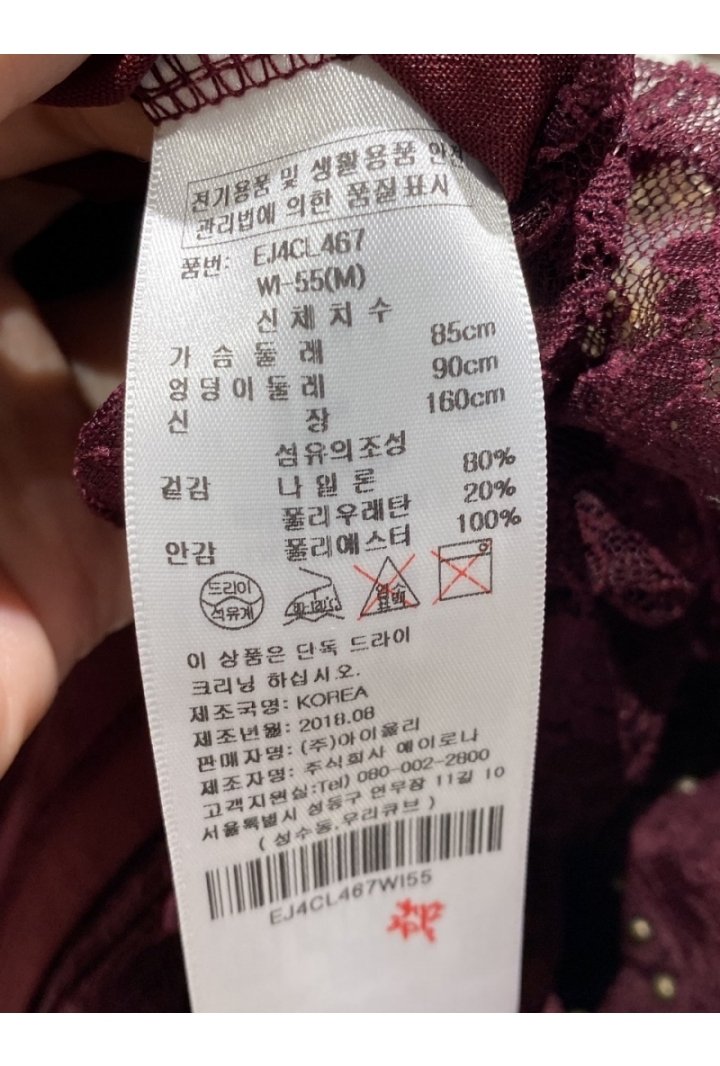 전기용품 및 생활용품 안전
관리법에 의한 품질표시
품번: EJ4CL467
WI-55(M)
신체치수
가슴둘레 85cm
엉덩이둘레 90cm
신장 160cm
섬유의조성
겉감 나일론 80%
폴리우레탄 20%
안감 폴리에스터 100%
드라이
석유계
염소
표백
이 상품은 단독 드라이
크리닝 하십시오.
제조국명: KOREA
제조년월: 2018.08
판매자명: (주)아이올리
제조자명: 주식회사 에이로나
고객지원실:Tel) 080-002-2800
서울특별시 성동구 연무장 11길 10
( 성수동,우리큐브 )
EJ4CL467WI55